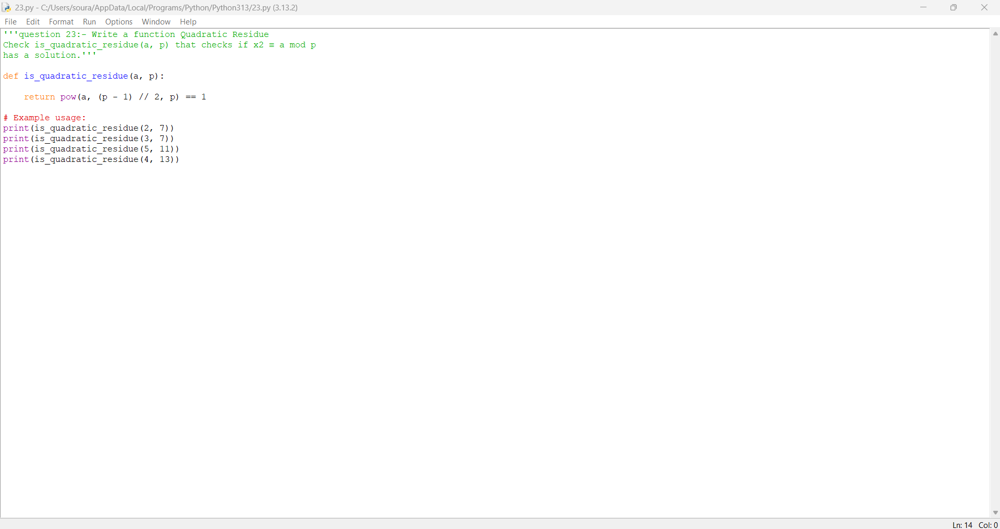 23.py - C:/Users/soura/AppData/Local/Programs/Python/Python313/23.py (3.13.2)
File Edit Format Run Options Window Help
'''question 23:- Write a function Quadratic Residue
Check is_quadratic_residue(a, p) that checks if x2 ≡ a mod p
has a solution.'''
def is_quadratic_residue(a, p):
    return pow(a, (p - 1) // 2, p) == 1
# Example usage:
print(is_quadratic_residue(2, 7))
print(is_quadratic_residue(3, 7))
print(is_quadratic_residue(5, 11))
print(is_quadratic_residue(4, 13))
Ln: 14 Col: 0